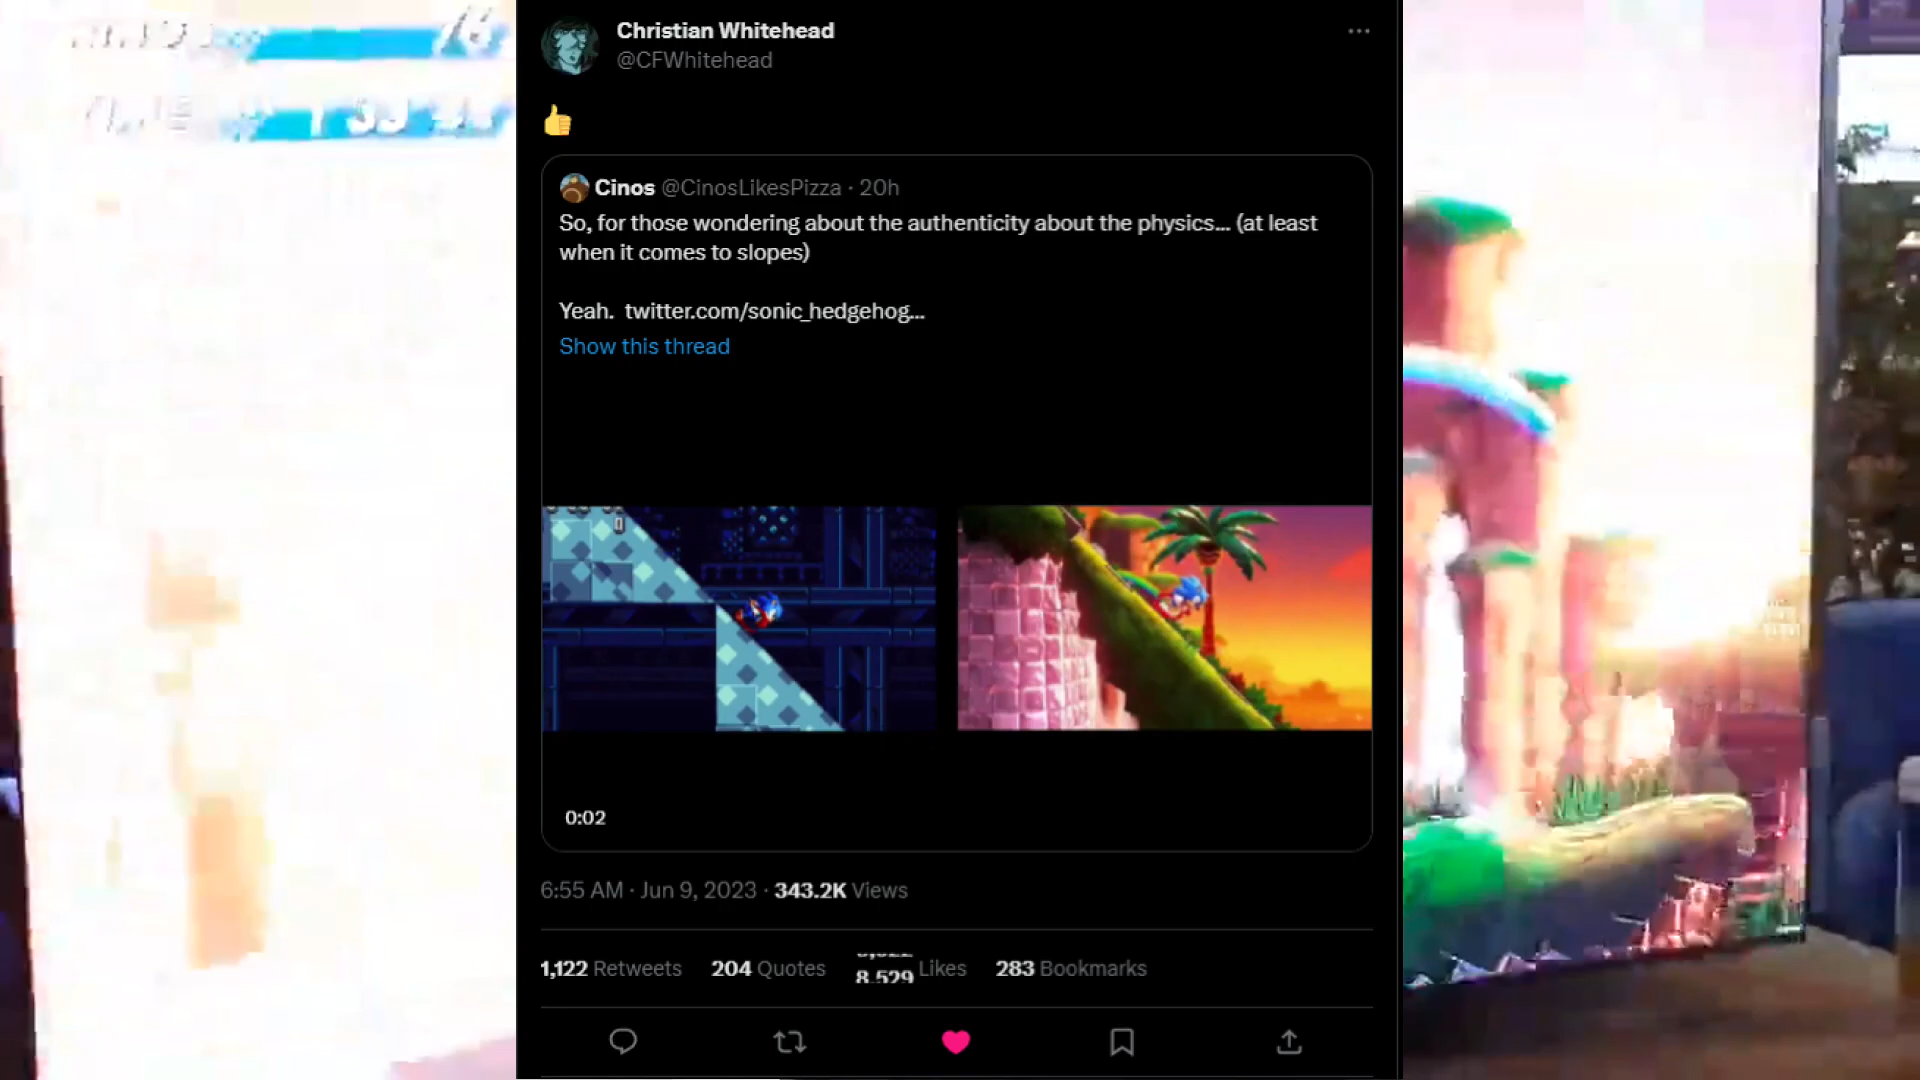 Christian Whitehead
@CFWhitehead
👍
Cinos @CinosLikesPizza · 20h
So, for those wondering about the authenticity about the physics... (at least
when it comes to slopes)
Yeah. twitter.com/sonic_hedgehog...
Show this thread
0:02
6:55 AM · Jun 9, 2023 · 343.2K Views
1,122 Retweets 204 Quotes 8,529 Likes 283 Bookmarks